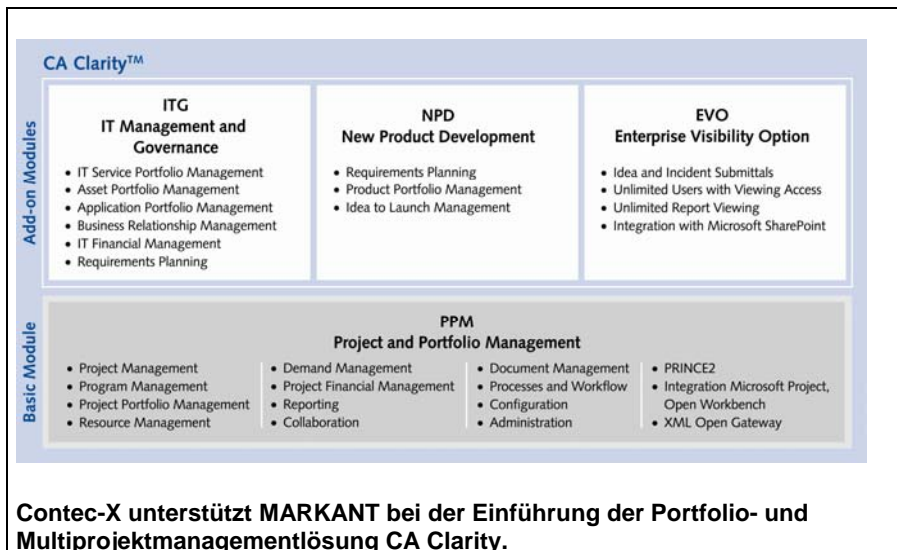 CA Clarity™
Add-on Modules
ITG
IT Management and
Governance
• IT Service Portfolio Management
• Asset Portfolio Management
• Application Portfolio Management
• Business Relationship Management
• IT Financial Management
• Requirements Planning
NPD
New Product Development
• Requirements Planning
• Product Portfolio Management
• Idea to Launch Management
EVO
Enterprise Visibility Option
• Idea and Incident Submittals
• Unlimited Users with Viewing Access
• Unlimited Report Viewing
• Integration with Microsoft SharePoint
Basic Module
PPM
Project and Portfolio Management
• Project Management
• Program Management
• Project Portfolio Management
• Resource Management
• Demand Management
• Project Financial Management
• Reporting
• Collaboration
• Document Management
• Processes and Workflow
• Configuration
• Administration
• PRINCE2
• Integration Microsoft Project,
Open Workbench
• XML Open Gateway
Contec-X unterstützt MARKANT bei der Einführung der Portfolio- und
Multiprojektmanagementlösung CA Clarity.